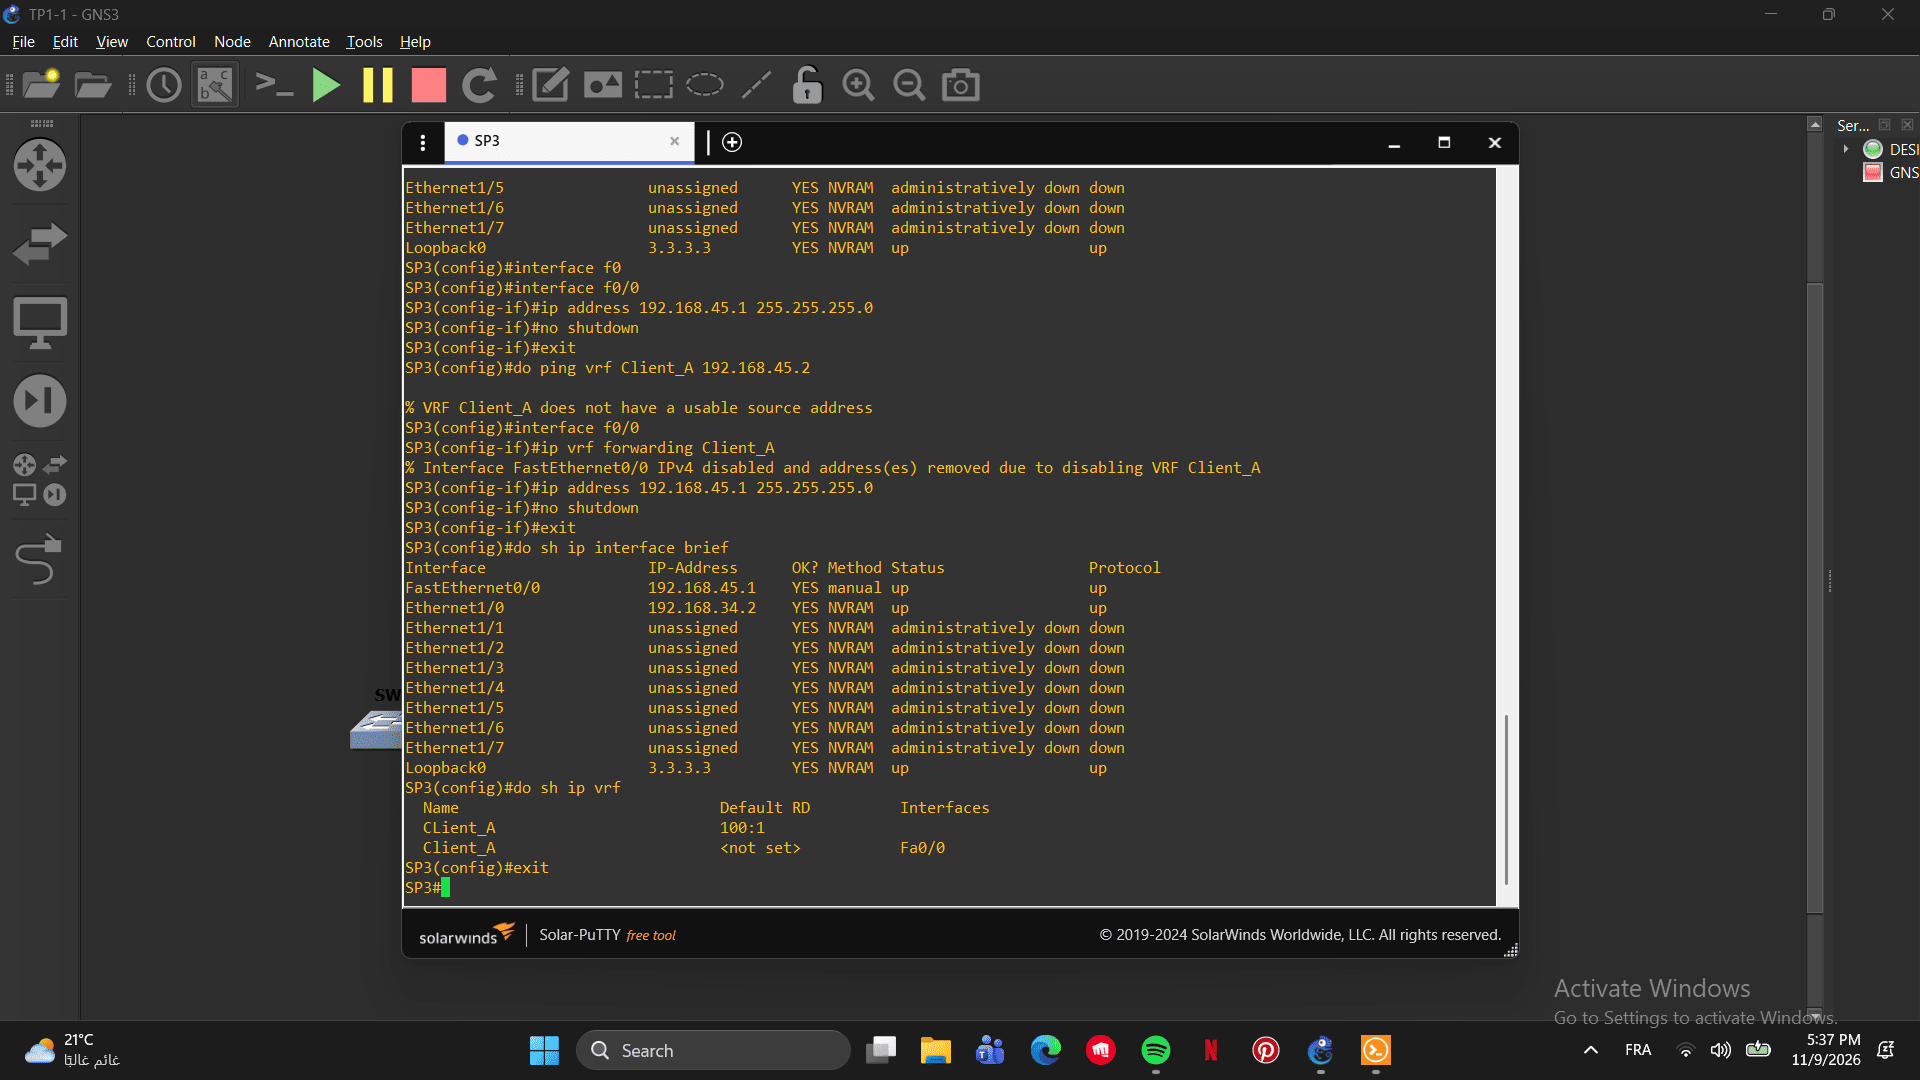 TP1-1 - GNS3
File Edit View Control Node Annotate Tools Help
SP3
Ser...
DESI
GNS
Ethernet1/5 unassigned YES NVRAM administratively down down
Ethernet1/6 unassigned YES NVRAM administratively down down
Ethernet1/7 unassigned YES NVRAM administratively down down
Loopback0 3.3.3.3 YES NVRAM up up
SP3(config)#interface f0
SP3(config)#interface f0/0
SP3(config-if)#ip address 192.168.45.1 255.255.255.0
SP3(config-if)#no shutdown
SP3(config-if)#exit
SP3(config)#do ping vrf Client_A 192.168.45.2
% VRF Client_A does not have a usable source address
SP3(config)#interface f0/0
SP3(config-if)#ip vrf forwarding Client_A
% Interface FastEthernet0/0 IPv4 disabled and address(es) removed due to disabling VRF Client_A
SP3(config-if)#ip address 192.168.45.1 255.255.255.0
SP3(config-if)#no shutdown
SP3(config-if)#exit
SP3(config)#do sh ip interface brief
Interface IP-Address OK? Method Status Protocol
FastEthernet0/0 192.168.45.1 YES manual up up
Ethernet1/0 192.168.34.2 YES NVRAM up up
Ethernet1/1 unassigned YES NVRAM administratively down down
Ethernet1/2 unassigned YES NVRAM administratively down down
Ethernet1/3 unassigned YES NVRAM administratively down down
Ethernet1/4 unassigned YES NVRAM administratively down down
Ethernet1/5 unassigned YES NVRAM administratively down down
Ethernet1/6 unassigned YES NVRAM administratively down down
Ethernet1/7 unassigned YES NVRAM administratively down down
Loopback0 3.3.3.3 YES NVRAM up up
SP3(config)#do sh ip vrf
Name Default RD Interfaces
CLient_A 100:1
Client_A <not set> Fa0/0
SP3(config)#exit
SP3#
SW
solarwinds Solar-PuTTY free tool © 2019-2024 SolarWinds Worldwide, LLC. All rights reserved.
Activate Windows
Go to Settings to activate Windows.
21°C
غائم غالبًا
Search
FRA
5:37 PM
11/9/2026